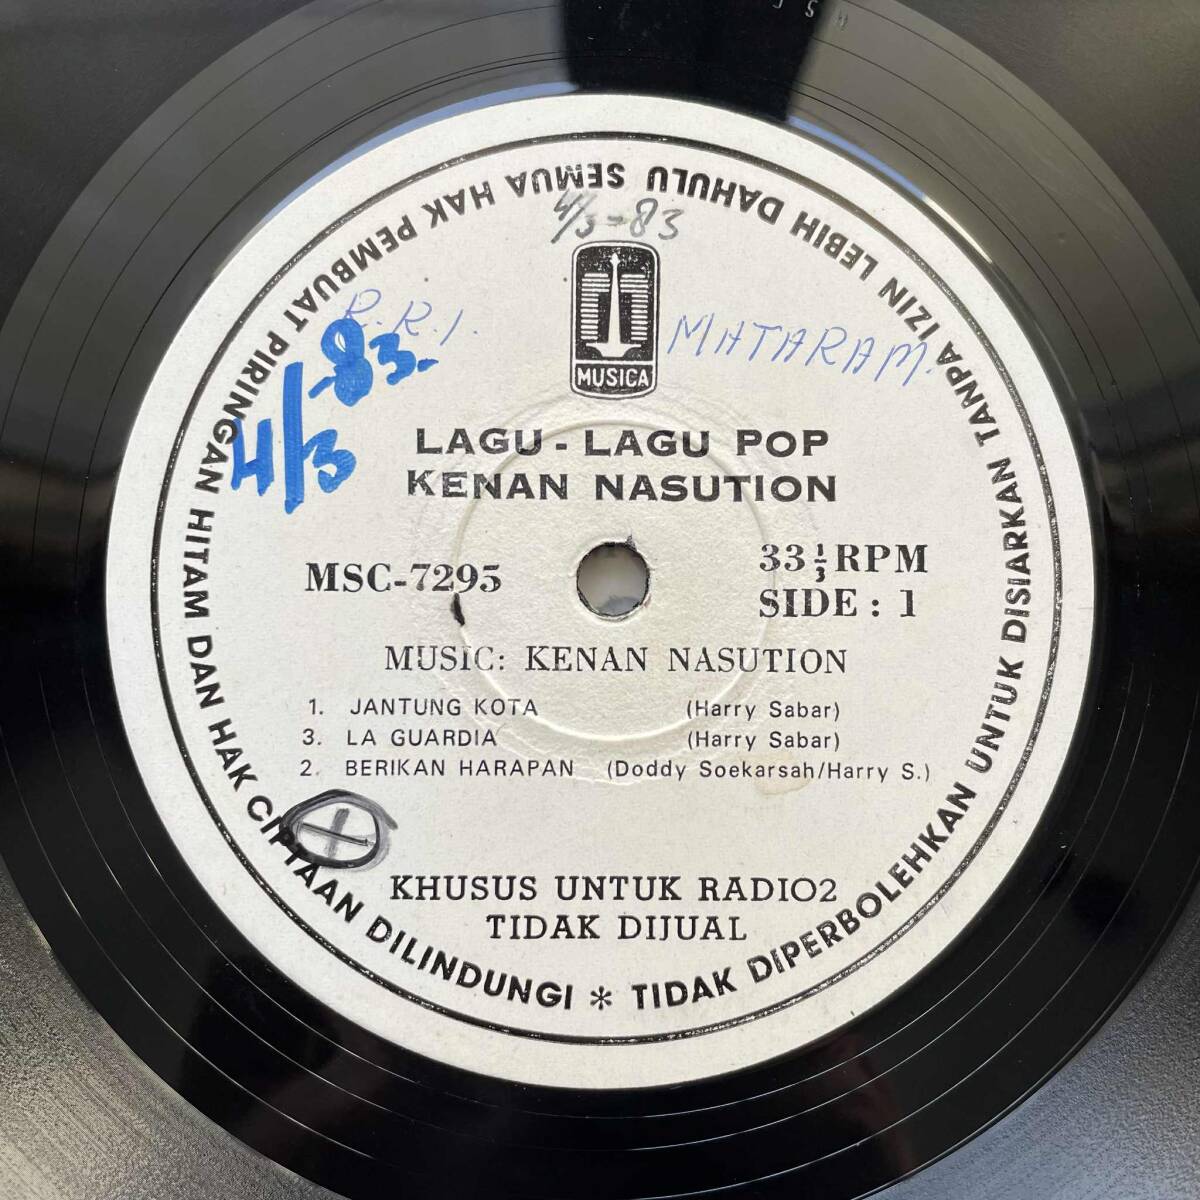 SEMUA HAK PEMBUAT PIRINGAN HITAM DAN HAK CIPTAAN DILINDUNGI * TIDAK DIPERBOLEHKAN UNTUK DISIARKAN TANPA IZIN LEBIH DAHULU
4/3-83
R.R.I. MATARAM.
4/3-83.
MUSICA
LAGU - LAGU POP
KENAN NASUTION
MSC-7295
33 1/3 RPM
SIDE : 1
MUSIC: KENAN NASUTION
1. JANTUNG KOTA (Harry Sabar)
3. LA GUARDIA (Harry Sabar)
2. BERIKAN HARAPAN (Doddy Soekarsah/Harry S.)
KHUSUS UNTUK RADIO2
TIDAK DIJUAL